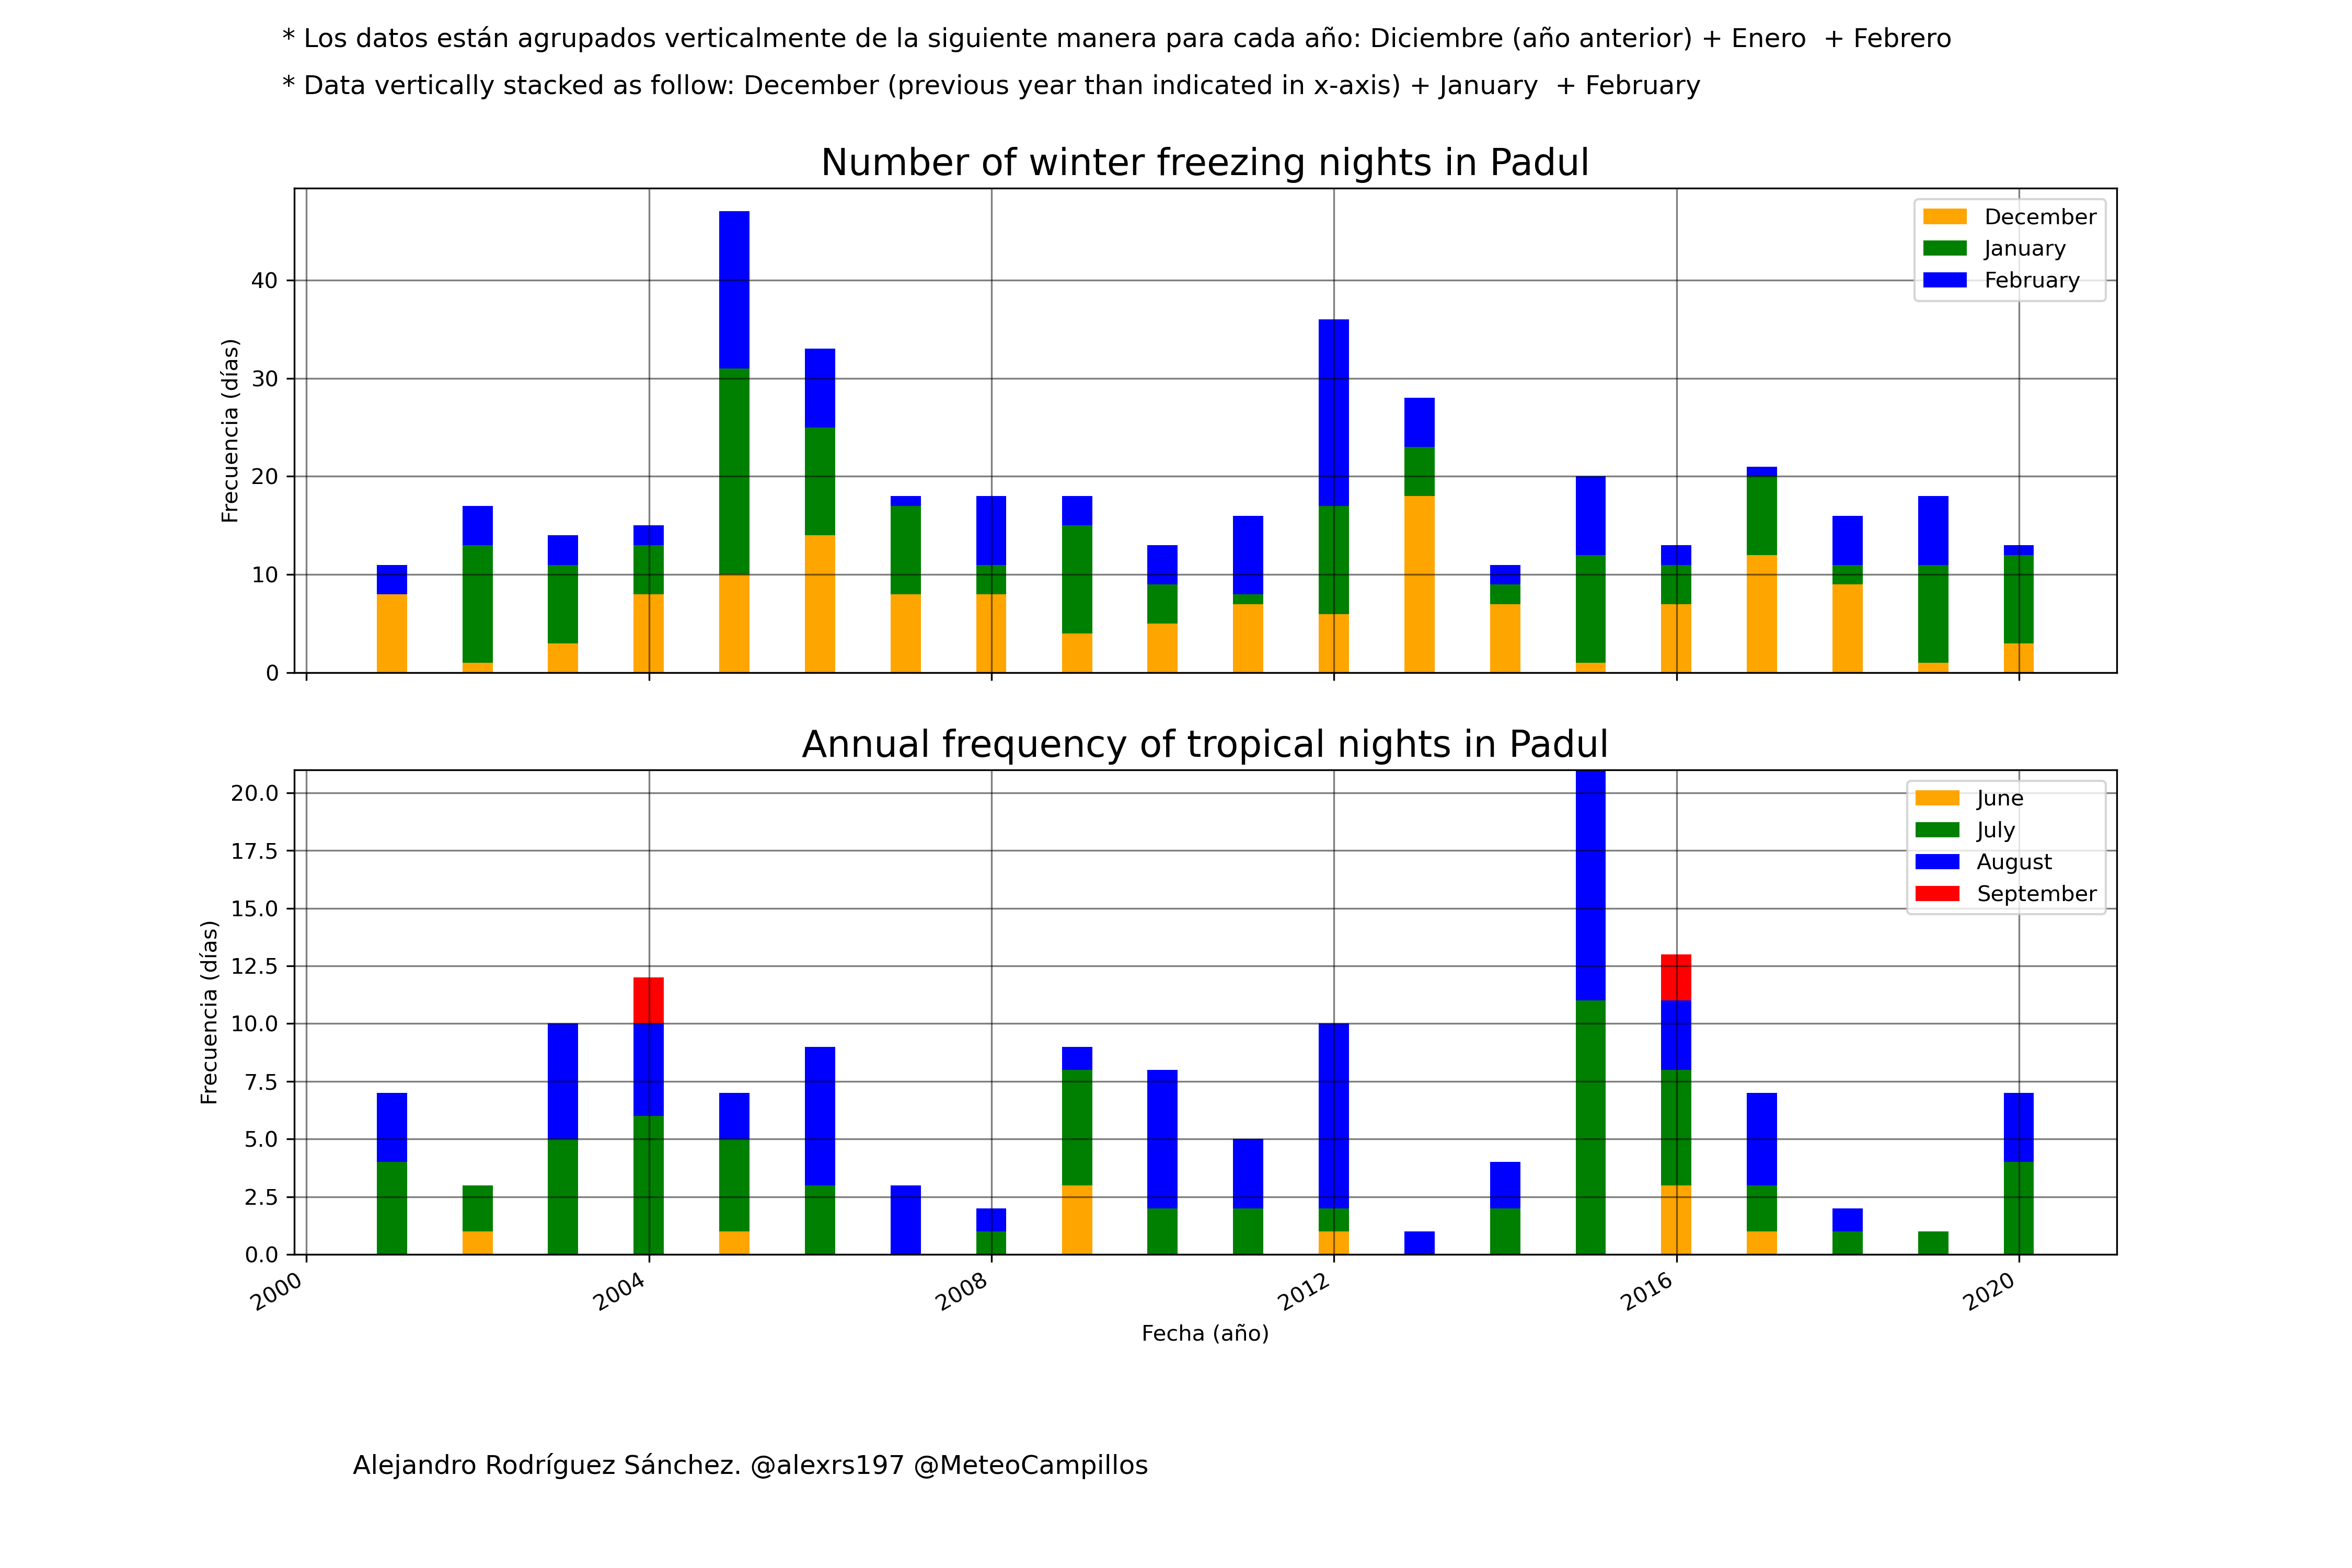 * Los datos están agrupados verticalmente de la siguiente manera para cada año: Diciembre (año anterior) + Enero  + Febrero
* Data vertically stacked as follow: December (previous year than indicated in x-axis) + January  + February
Number of winter freezing nights in Padul
Frecuencia (días)
40
30
20
10
0
December
January
February
Annual frequency of tropical nights in Padul
Frecuencia (días)
20.0
17.5
15.0
12.5
10.0
7.5
5.0
2.5
0.0
June
July
August
September
2000
2004
2008
2012
2016
2020
Fecha (año)
Alejandro Rodríguez Sánchez. @alexrs197 @MeteoCampillos